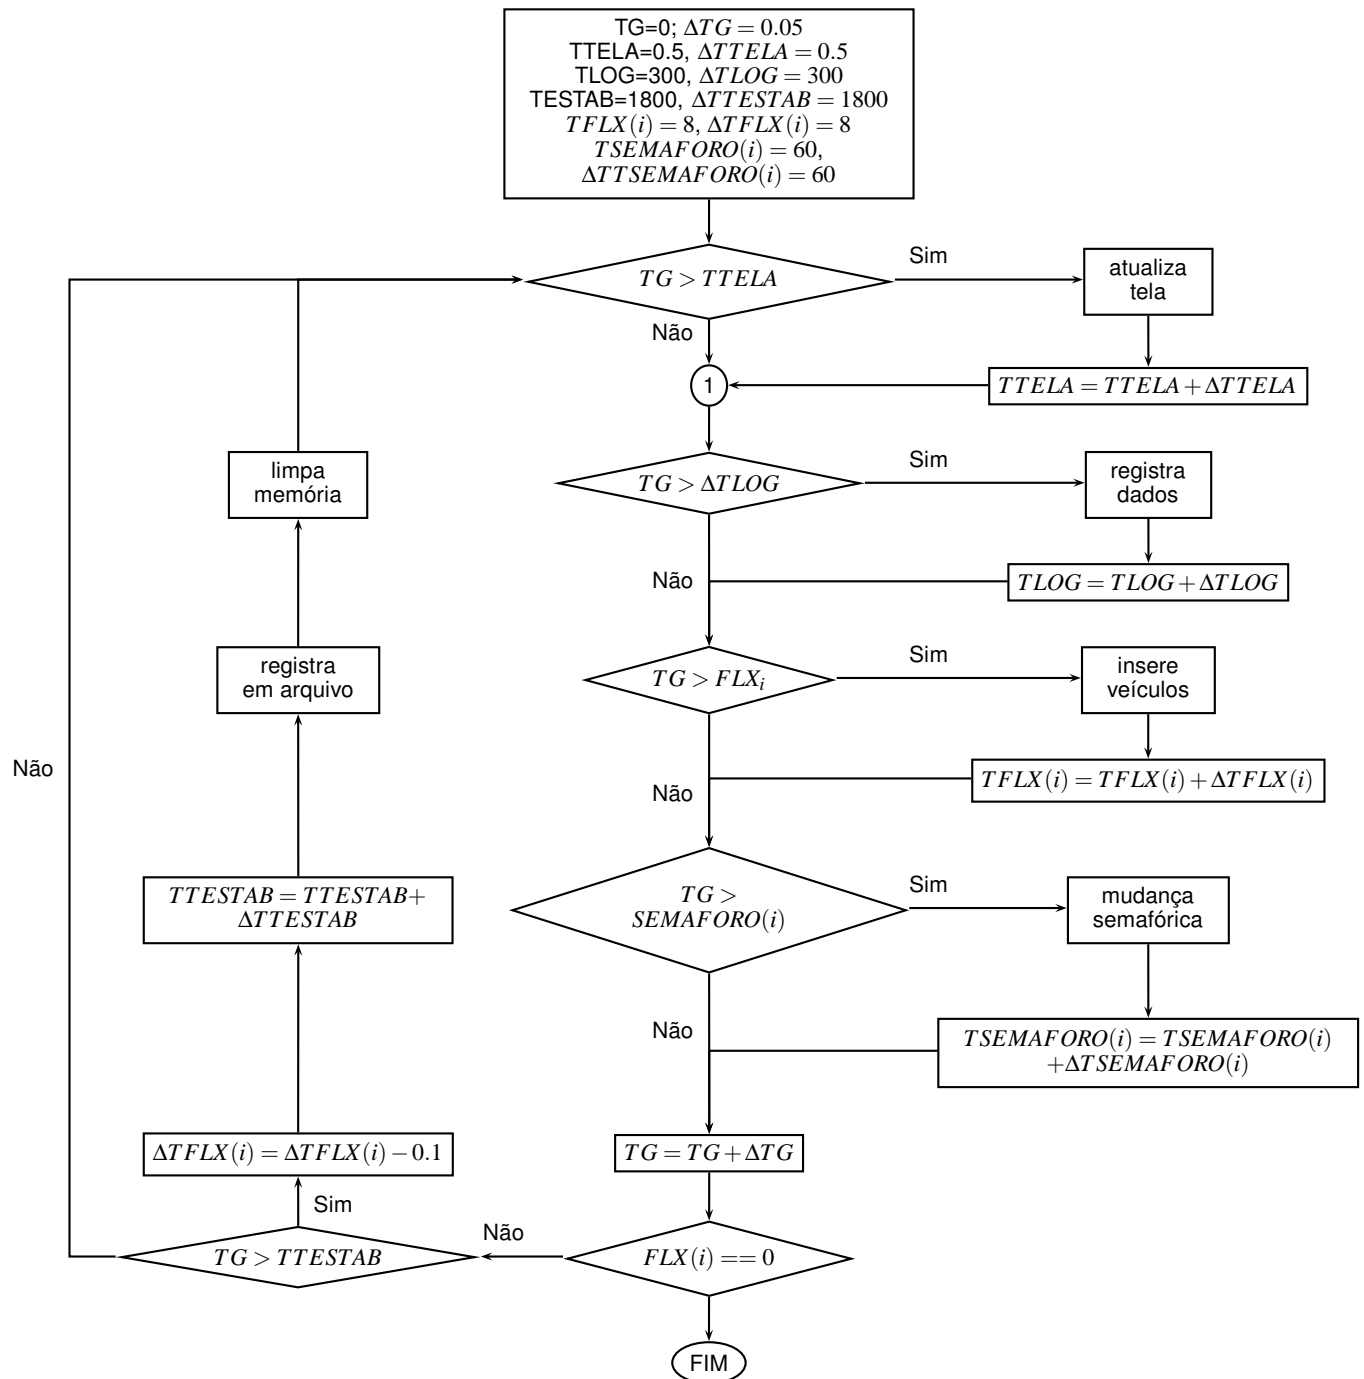 TG=0; ΔTG = 0.05
TTELA=0.5, ΔTTELA = 0.5
TLOG=300, ΔTLOG = 300
TESTAB=1800, ΔTTESTAB = 1800
TFLX(i) = 8, ΔTFLX(i) = 8
TSEMAFORO(i) = 60,
ΔTTSEMAFORO(i) = 60
TG > TTELA
Sim
atualiza
tela
Não
1
TTELA = TTELA + ΔTTELA
limpa
memória
TG > ΔTLOG
Sim
registra
dados
Não
TLOG = TLOG + ΔTLOG
registra
em arquivo
TG > FLXi
Sim
insere
veículos
Não
Não
TFLX(i) = TFLX(i) + ΔTFLX(i)
TTESTAB = TTESTAB+
ΔTTESTAB
TG >
SEMAFORO(i)
Sim
mudança
semafórica
Não
TSEMAFORO(i) = TSEMAFORO(i)
+ΔTSEMAFORO(i)
ΔTFLX(i) = ΔTFLX(i) − 0.1
TG = TG + ΔTG
Sim
TG > TTESTAB
Não
FLX(i) == 0
FIM